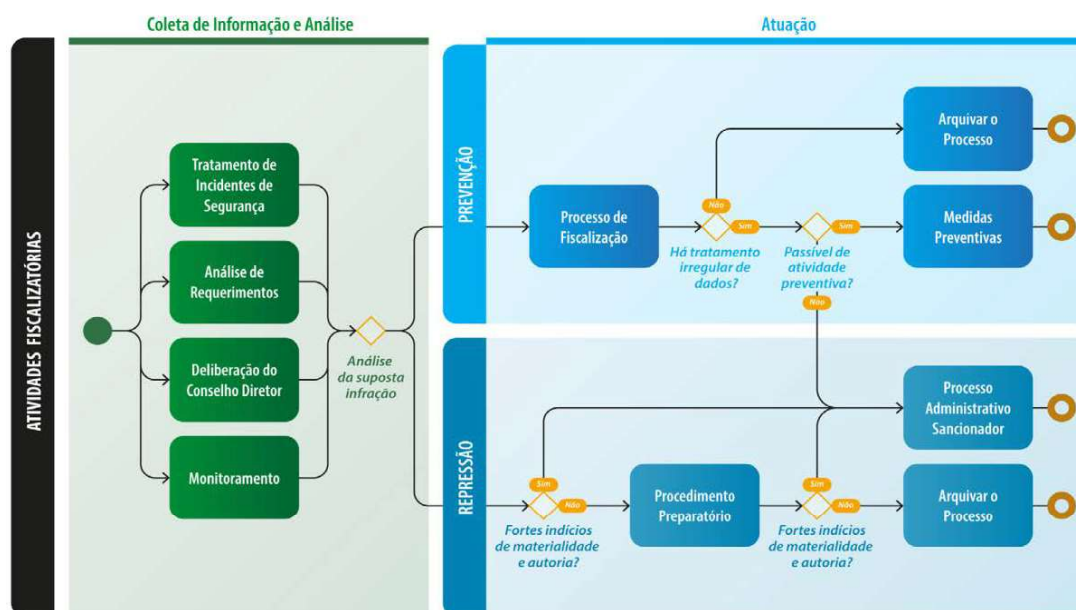 Coleta de Informação e Análise
Atuação
ATIVIDADES FISCALIZATÓRIAS
Tratamento de
Incidentes de
Segurança
Análise de
Requerimentos
Deliberação do
Conselho Diretor
Monitoramento
Análise
da suposta
infração
PREVENÇÃO
Processo de
Fiscalização
Não
Sim
Há tratamento
irregular de
dados?
Sim
Passível de
atividade
preventiva?
Não
Arquivar o
Processo
Medidas
Preventivas
REPRESSÃO
Sim
Não
Fortes indícios
de materialidade
e autoria?
Procedimento
Preparatório
Sim
Não
Fortes indícios
de materialidade
e autoria?
Processo
Administrativo
Sancionador
Arquivar o
Processo